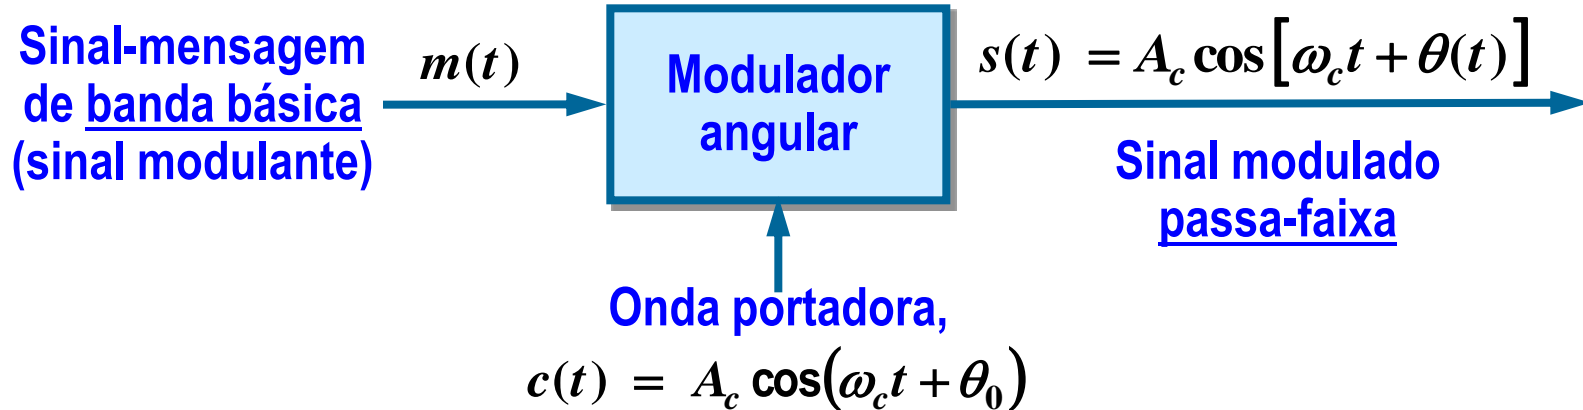 Sinal-mensagem
de banda básica
(sinal modulante)
m(t)
Modulador
angular
s(t) = A_c cos[ω_c t + θ(t)]
Sinal modulado
passa-faixa
Onda portadora,
c(t) = A_c cos(ω_c t + θ_0)